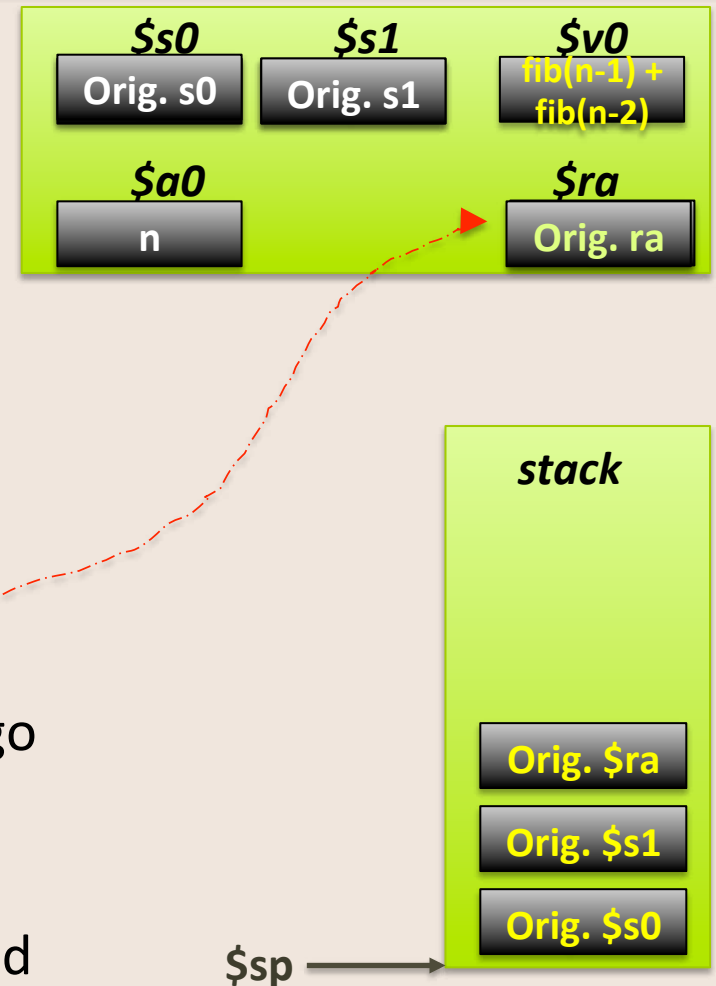 $s0 $s1 $v0
Orig. s0 Orig. s1 fib(n-1) +
fib(n-2)
$a0 $ra
n Orig. ra
stack
go
Orig. $ra
Orig. $s1
Orig. $s0
d
$sp